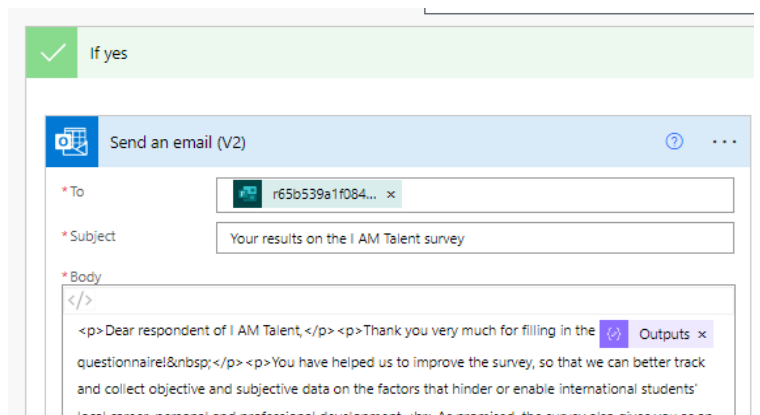 If yes
Send an email (V2)
* To r65b539a1f084... ×
* Subject Your results on the I AM Talent survey
* Body
</>
<p>Dear respondent of I AM Talent,</p><p>Thank you very much for filling in the Outputs ×
questionnaire!&nbsp;</p><p>You have helped us to improve the survey, so that we can better track
and collect objective and subjective data on the factors that hinder or enable international students'